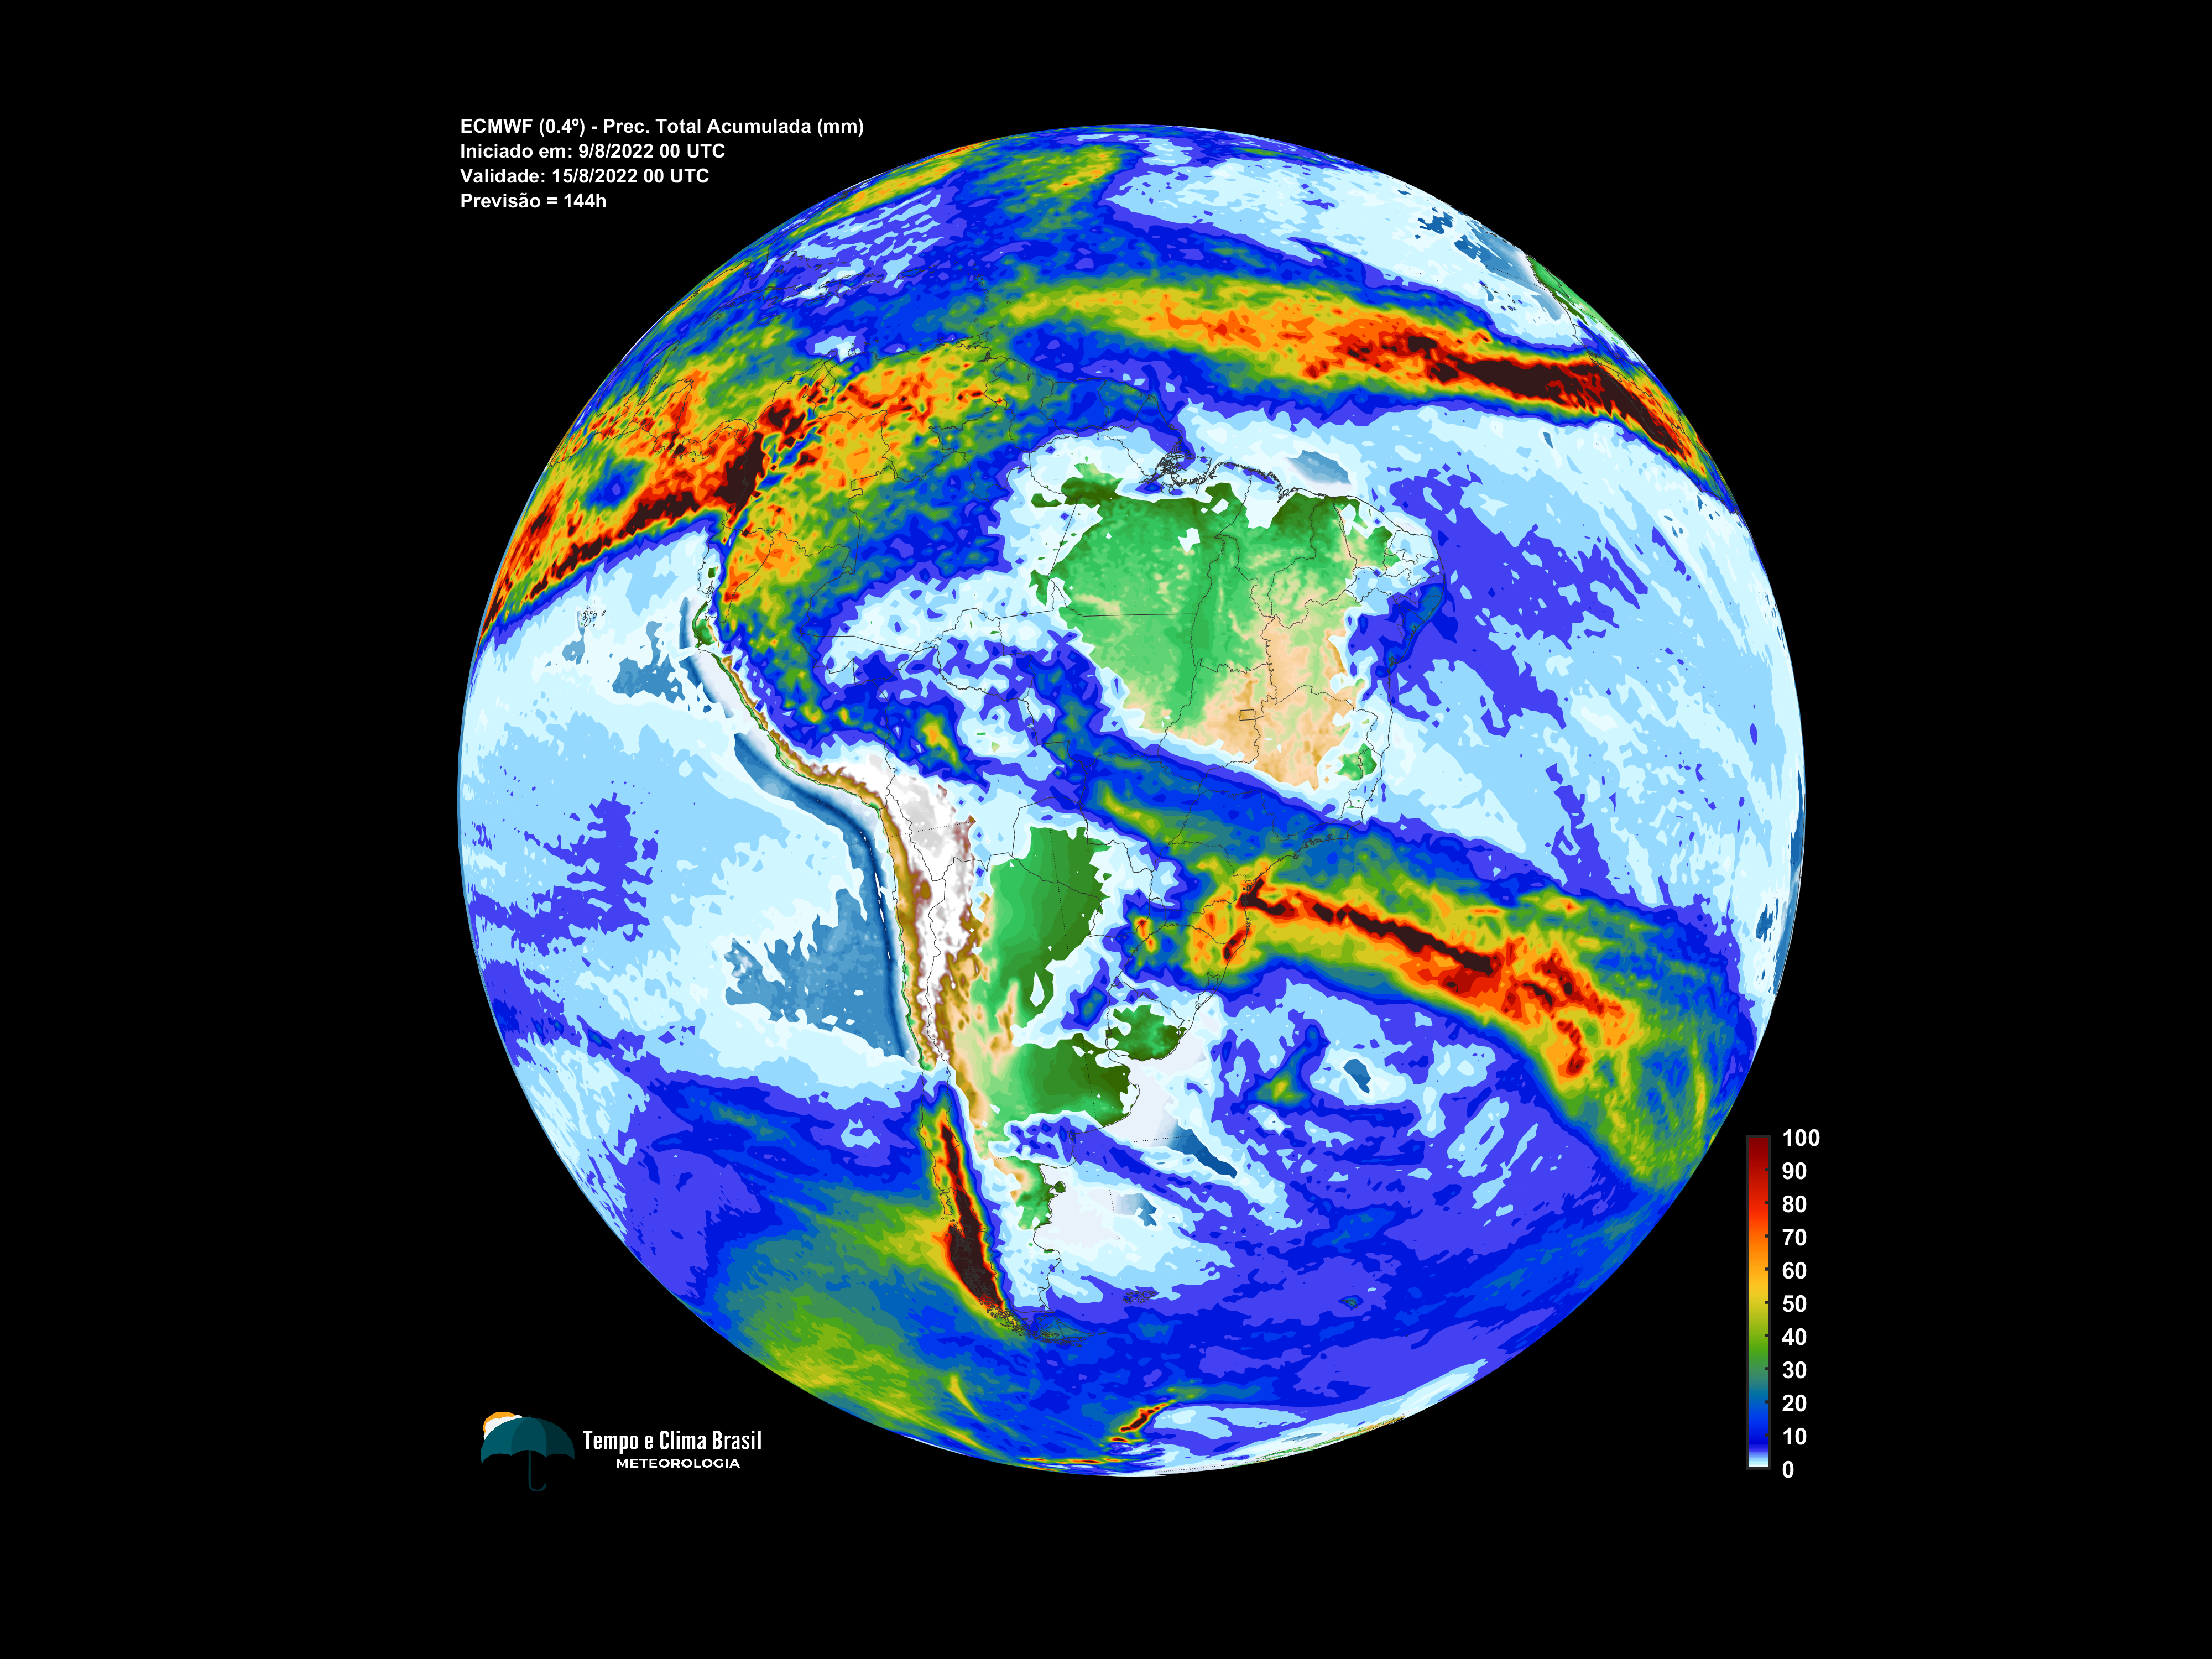 ECMWF (0.4º) - Prec. Total Acumulada (mm)
Iniciado em: 9/8/2022 00 UTC
Validade: 15/8/2022 00 UTC
Previsão = 144h
100
90
80
70
60
50
40
30
20
10
0
Tempo e Clima Brasil
METEOROLOGIA